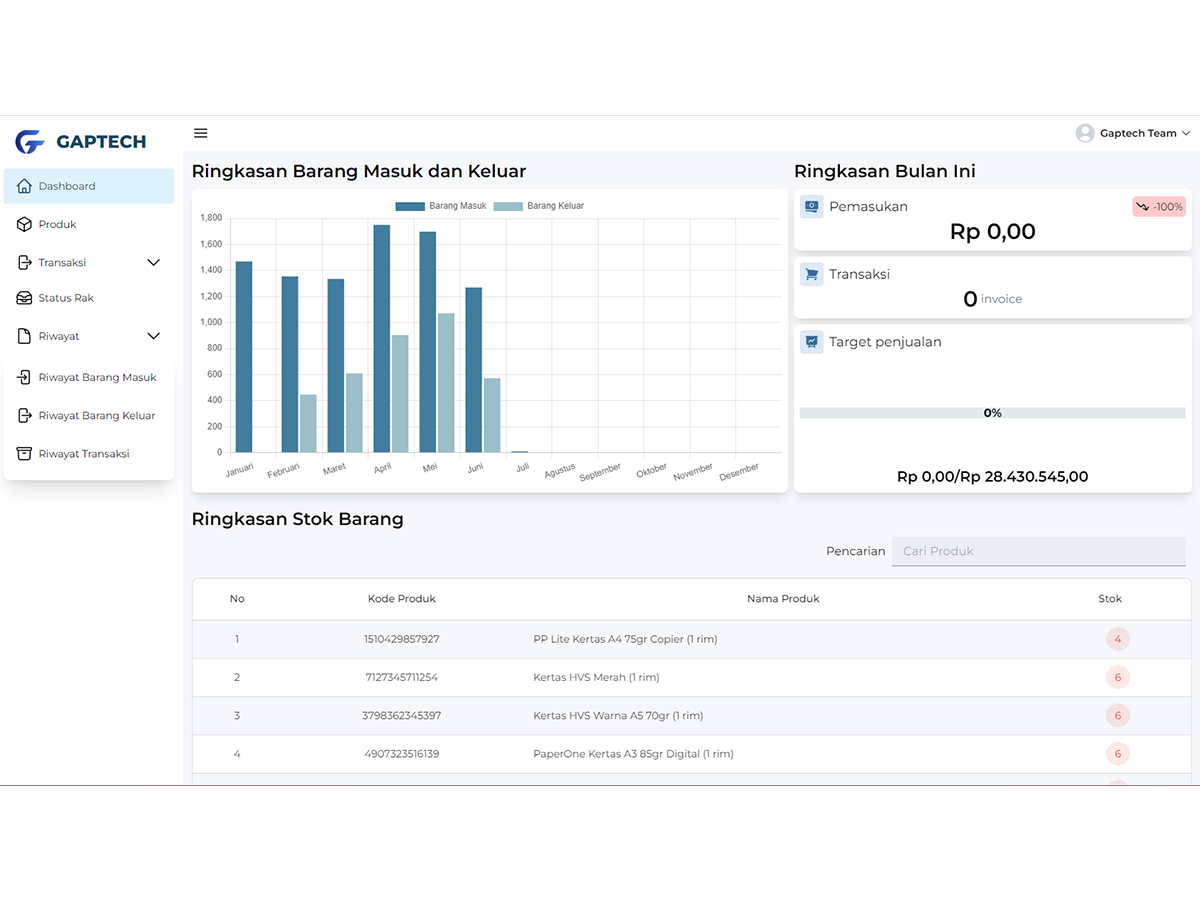 GAPTECH
Gaptech Team
Dashboard
Produk
Transaksi
Status Rak
Riwayat
Riwayat Barang Masuk
Riwayat Barang Keluar
Riwayat Transaksi
Ringkasan Barang Masuk dan Keluar
Barang Masuk Barang Keluar
1,800
1,600
1,400
1,200
1,000
800
600
400
200
0
Januari Februari Maret April Mei Juni Juli Agustus September Oktober November Desember
Ringkasan Bulan Ini
Pemasukan -100%
Rp 0,00
Transaksi
0 invoice
Target penjualan
0%
Rp 0,00/Rp 28.430.545,00
Ringkasan Stok Barang
Pencarian Cari Produk
No Kode Produk Nama Produk Stok
1 1510429857927 PP Lite Kertas A4 75gr Copier (1 rim) 4
2 7127345711254 Kertas HVS Merah (1 rim) 6
3 3798362345397 Kertas HVS Warna A5 70gr (1 rim) 6
4 4907323516139 PaperOne Kertas A3 85gr Digital (1 rim) 6